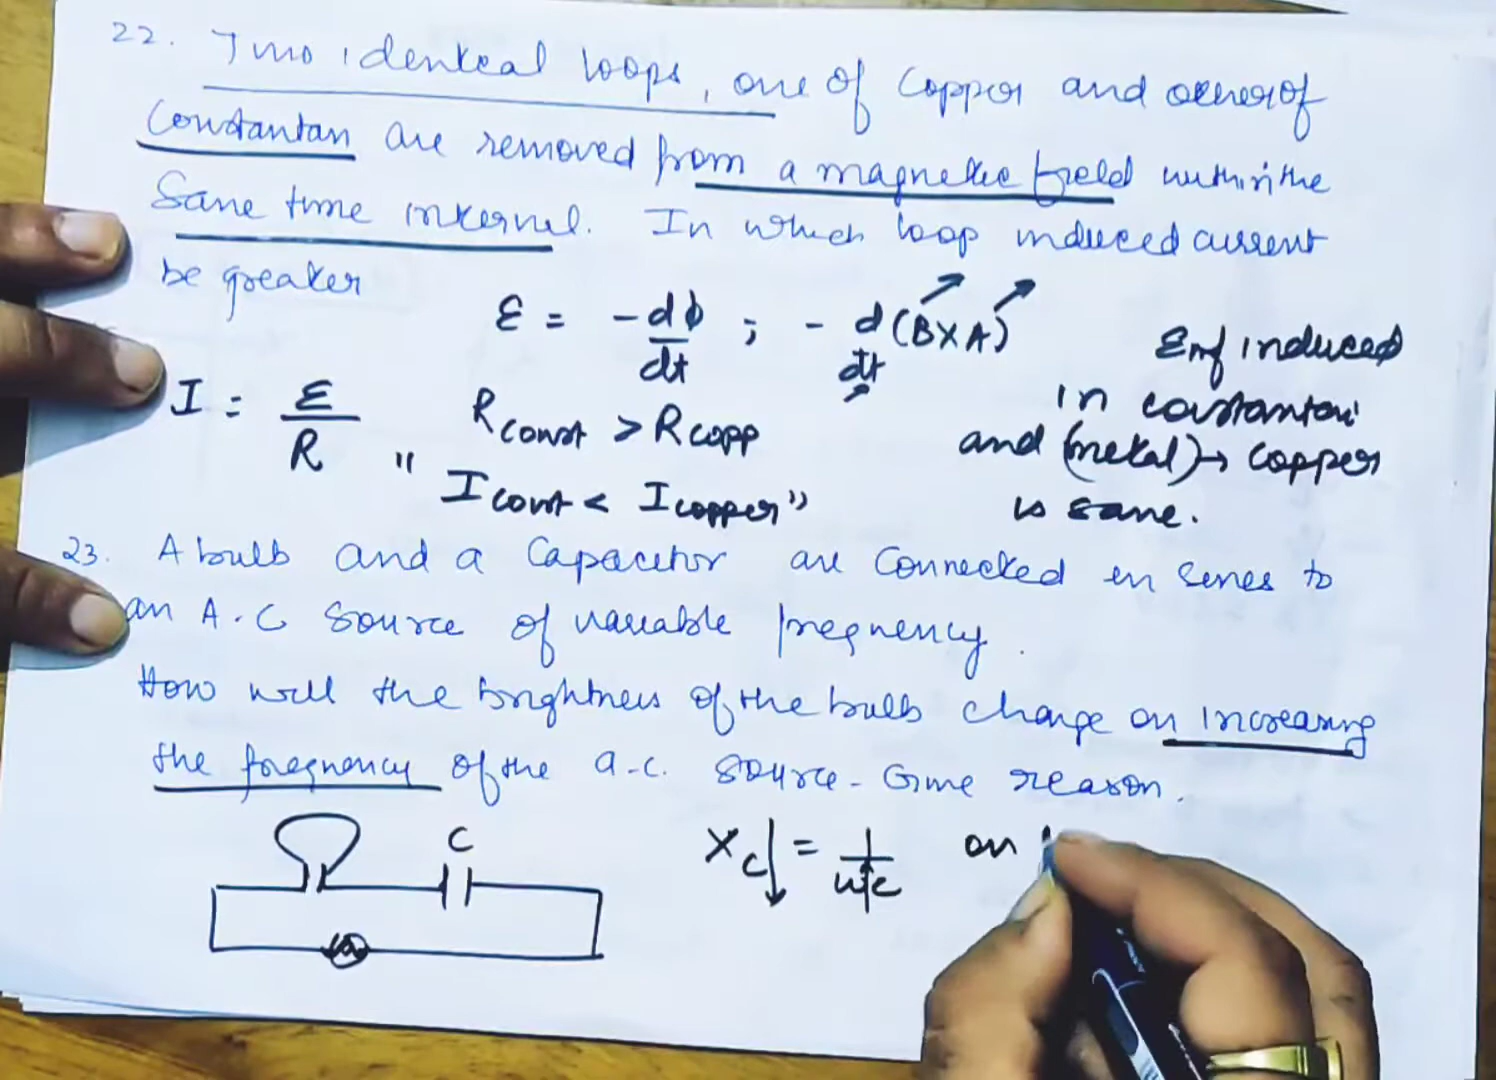 22. Two identical loops, one of Copper and other of
Constantan are removed from a magnetic field within the
Same time interval. In which loop induced current
be greater
ε = -dϕ/dt ; - d/dt (B×A)
Emf induced
in constantan
and (metal) → copper
is same.
I = ε/R
Rconst > Rcopp
" Iconst < Icopper"
23. A bulb and a Capacitor are Connected in series to
an A.C source of variable frequency.
How will the brightness of the bulb change on increasing
the frequency of the a.c. source. Give reason.
C
Xc↓ = 1/ω↑c on